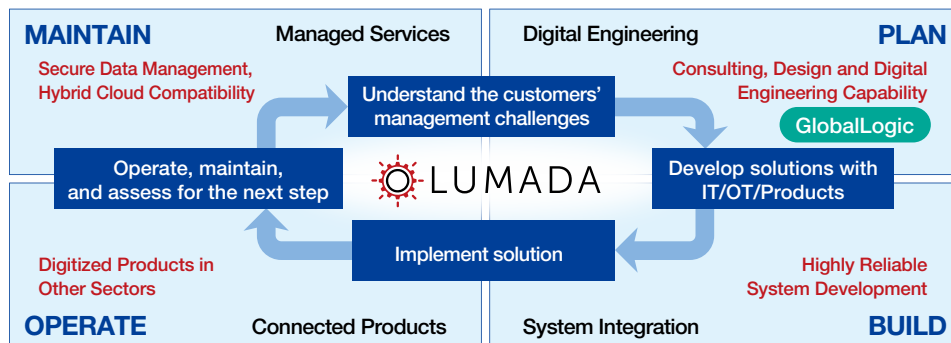 MAINTAIN
Managed Services
Secure Data Management,
Hybrid Cloud Compatibility
Digital Engineering
PLAN
Consulting, Design and Digital
Engineering Capability
GlobalLogic
Understand the customers’
management challenges
Operate, maintain,
and assess for the next step
LUMADA
Develop solutions with
IT/OT/Products
Implement solution
Digitized Products in
Other Sectors
OPERATE
Connected Products
Highly Reliable
System Development
System Integration
BUILD